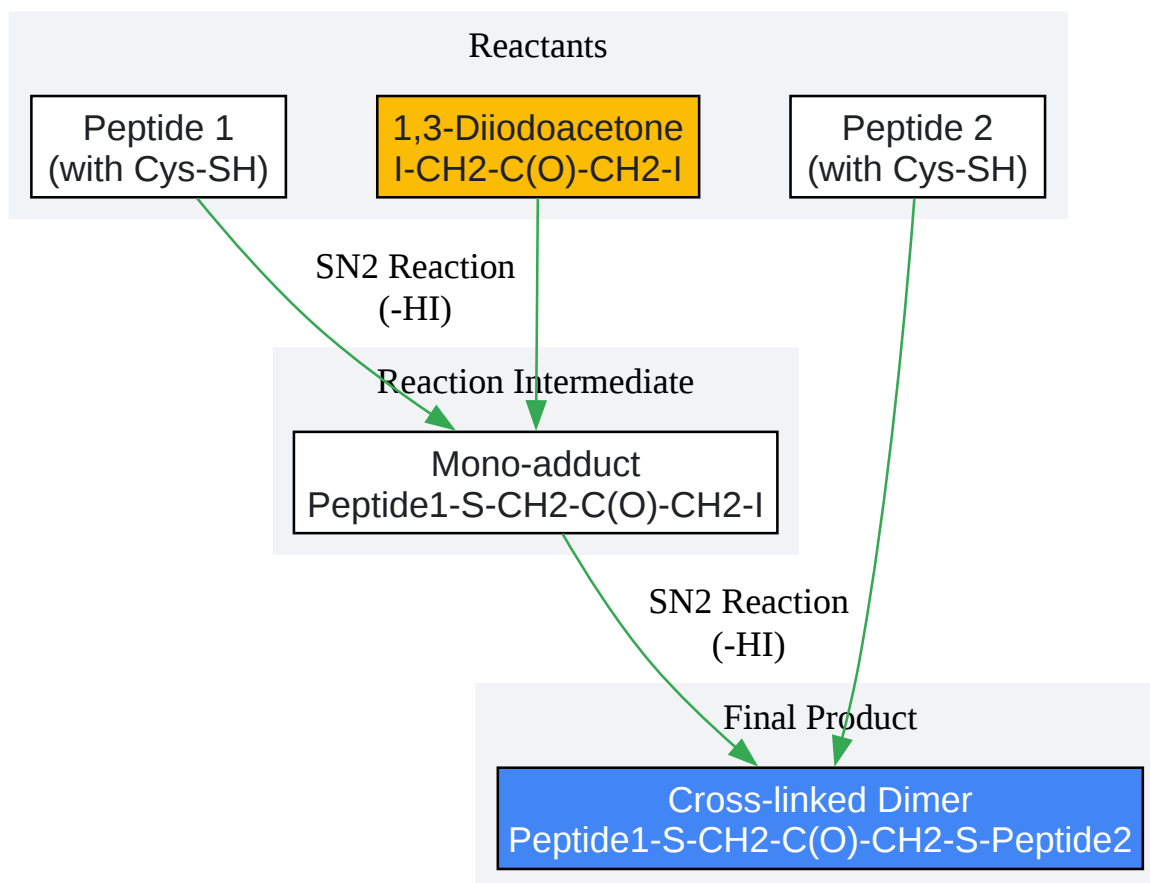 Reactants
Peptide 1
(with Cys-SH)
1,3-Diiodoacetone
I-CH2-C(O)-CH2-I
Peptide 2
(with Cys-SH)
SN2 Reaction
(-HI)
Reaction Intermediate
Mono-adduct
Peptide1-S-CH2-C(O)-CH2-I
SN2 Reaction
(-HI)
Final Product
Cross-linked Dimer
Peptide1-S-CH2-C(O)-CH2-S-Peptide2